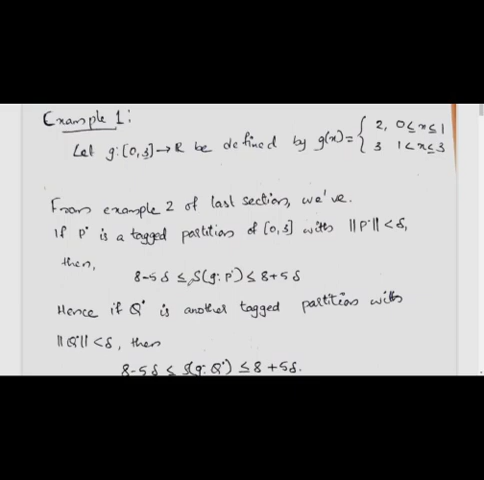 Example 1:
Let g: [0,3] → R be defined by g(x) = { 2, 0 ≤ x ≤ 1
3 1 < x ≤ 3
From example 2 of last section, we've.
If P˙ is a tagged partition of [0,3] with ||P˙|| < δ,
then,
8-5δ ≤ S(g: P˙) ≤ 8+5δ
Hence if Q˙ is another tagged partition with
||Q˙|| < δ, then
8-5δ ≤ S(g: Q˙) ≤ 8+5δ.